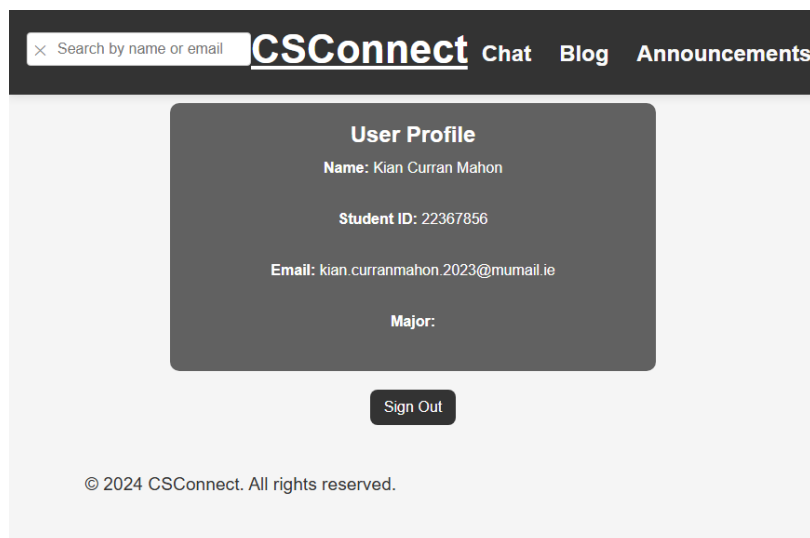 × Search by name or email CSConnect Chat Blog Announcements
User Profile
Name: Kian Curran Mahon
Student ID: 22367856
Email: kian.curranmahon.2023@mumail.ie
Major:
Sign Out
© 2024 CSConnect. All rights reserved.